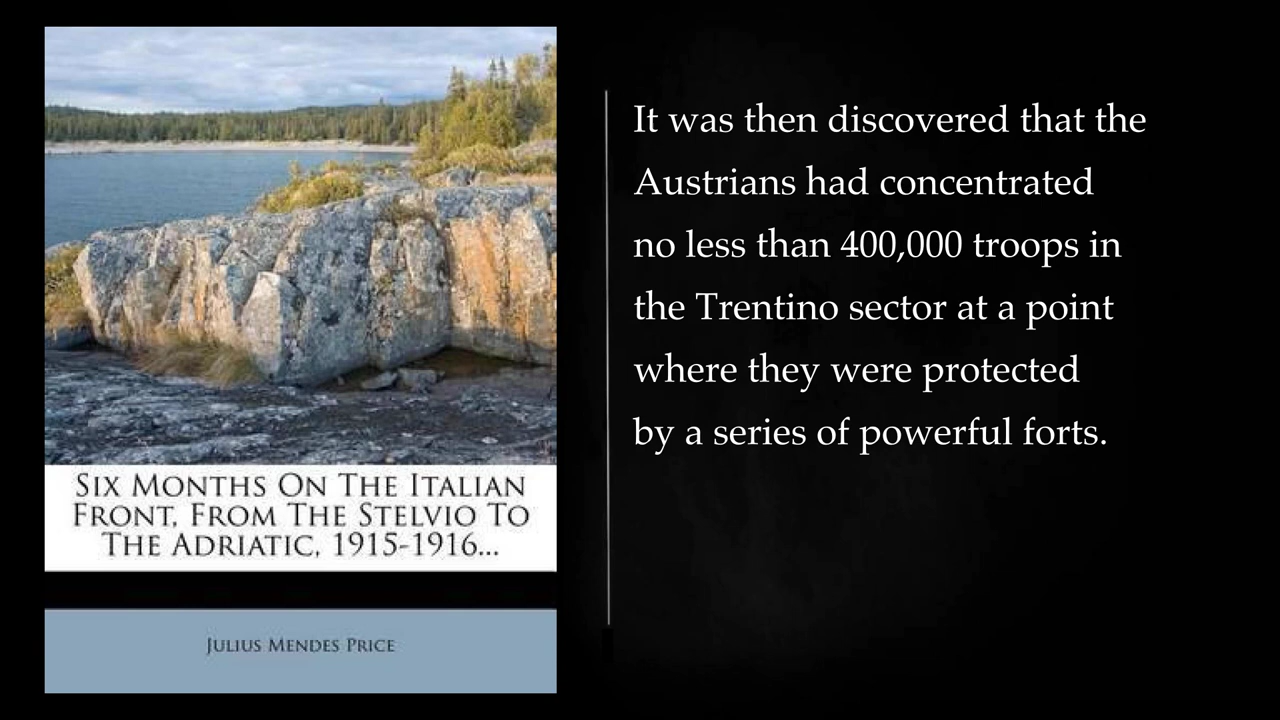 Six Months On The Italian
Front, From The Stelvio To
The Adriatic, 1915-1916...
Julius Mendes Price
It was then discovered that the
Austrians had concentrated
no less than 400,000 troops in
the Trentino sector at a point
where they were protected
by a series of powerful forts.